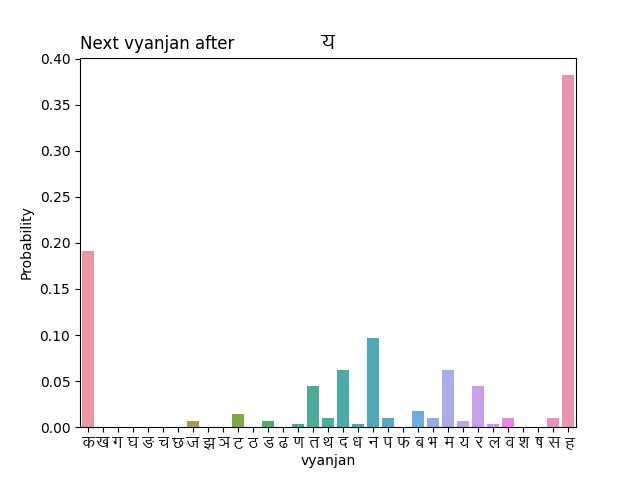 Next vyanjan after य
0.40
0.35
0.30
0.25
0.20
0.15
0.10
0.05
0.00
Probability
क ख ग घ ङ च छ ज झ ञ ट ठ ड ढ ण त थ द ध न प फ ब भ म य र ल व श ष स ह
vyanjan